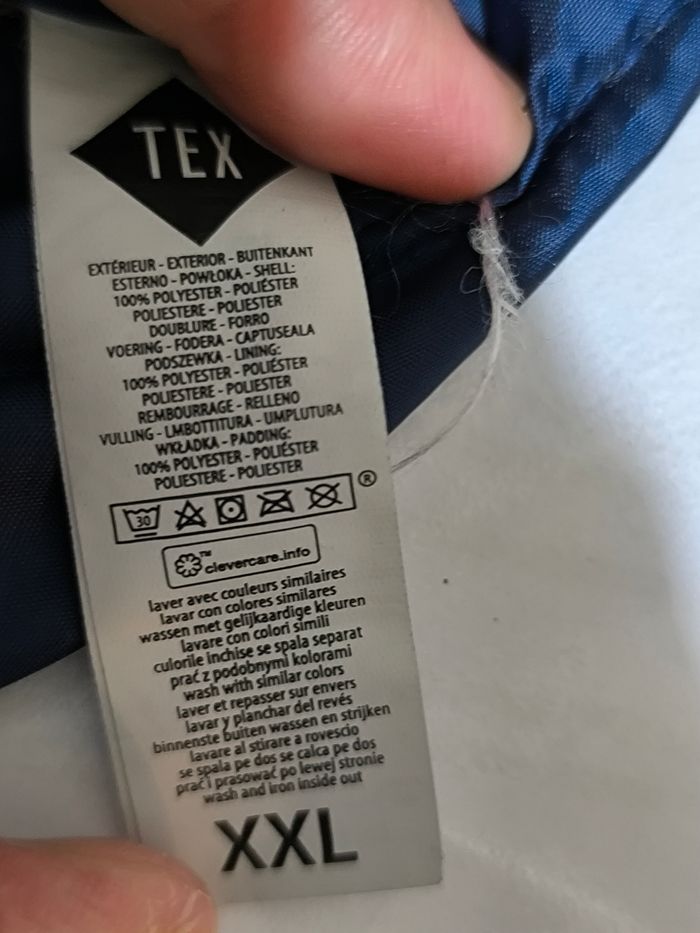 TEX
EXTÉRIEUR - EXTERIOR - BUITENKANT
ESTERNO - POWŁOKA - SHELL:
100% POLYESTER - POLIÉSTER
POLIESTERE - POLIESTER
DOUBLURE - FORRO
VOERING - FODERA - CAPTUSEALA
PODSZEWKA - LINING:
100% POLYESTER - POLIÉSTER
POLIESTERE - POLIESTER
REMBOURRAGE - RELLENO
VULLING - LMBOTTITURA - UMPLUTURA
WKŁADKA - PADDING:
100% POLYESTER - POLIÉSTER
POLIESTERE - POLIESTER
30 ®
™ clevercare.info
laver avec couleurs similaires
lavar con colores similares
wassen met gelijkaardige kleuren
lavare con colori simili
culorile inchise se spala separat
prać z podobnymi kolorami
wash with similar colors
laver et repasser sur envers
lavar y planchar del revés
binnenste buiten wassen en strijken
lavare al stirare a rovescio
se spala pe dos se calca pe dos
prać i prasować po lewej stronie
wash and iron inside out
XXL